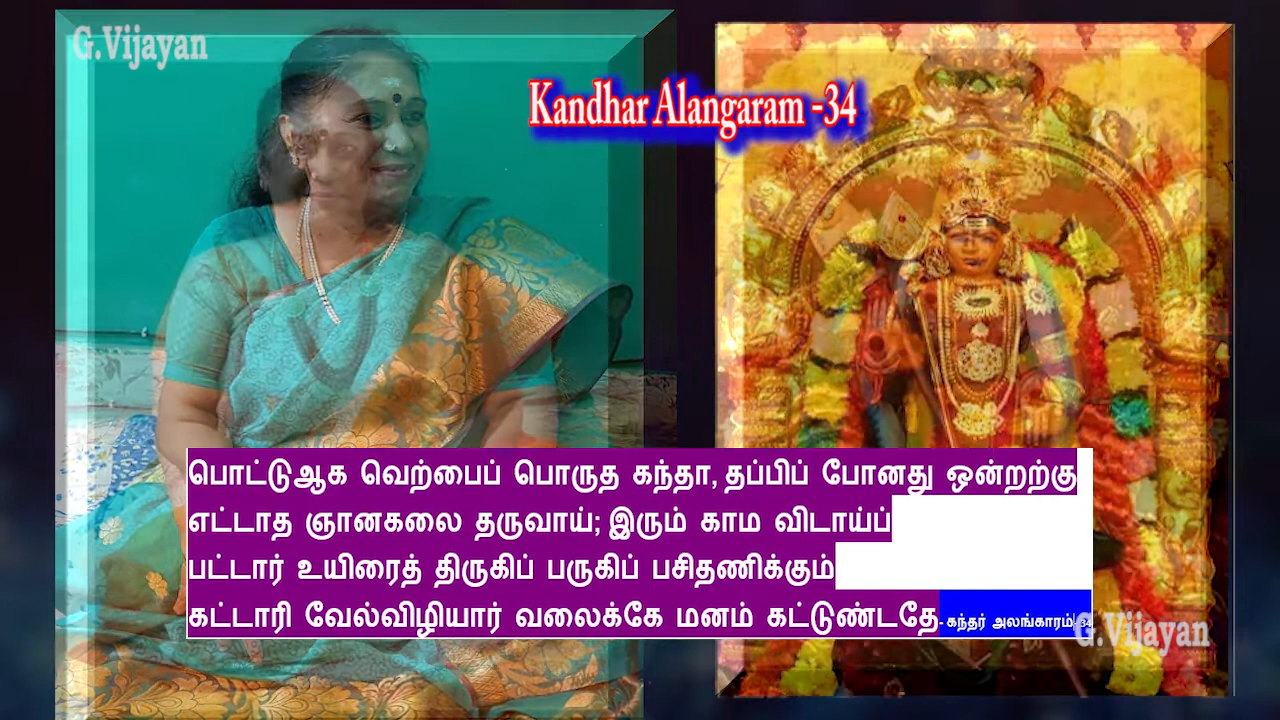 G.Vijayan
Kandhar Alangaram -34
பொட்டுஆக வெற்பைப் பொருத கந்தா, தப்பிப் போனது ஒன்றற்கு
எட்டாத ஞானகலை தருவாய்; இரும் காம விடாய்ப்
பட்டார் உயிரைத் திருகிப் பருகிப் பசிதணிக்கும்
கட்டாரி வேல்விழியார் வலைக்கே மனம் கட்டுண்டதே- கந்தர் அலங்காரம்-34
G.Vijayan